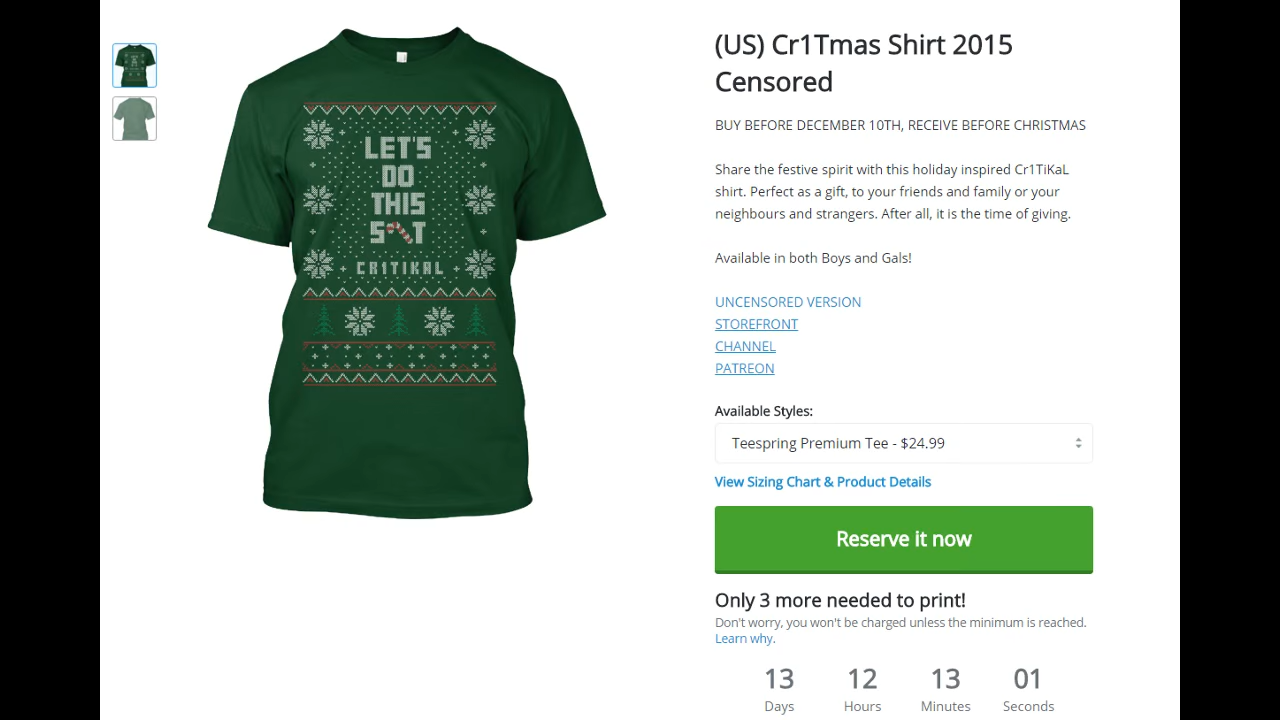 LET'S
DO
THIS
S T
CR1TIKAL
(US) Cr1Tmas Shirt 2015
Censored
BUY BEFORE DECEMBER 10TH, RECEIVE BEFORE CHRISTMAS
Share the festive spirit with this holiday inspired Cr1TiKaL
shirt. Perfect as a gift, to your friends and family or your
neighbours and strangers. After all, it is the time of giving.
Available in both Boys and Gals!
UNCENSORED VERSION
STOREFRONT
CHANNEL
PATREON
Available Styles:
Teespring Premium Tee - $24.99
View Sizing Chart & Product Details
Reserve it now
Only 3 more needed to print!
Don't worry, you won't be charged unless the minimum is reached.
Learn why.
13 12 13 01
Days Hours Minutes Seconds